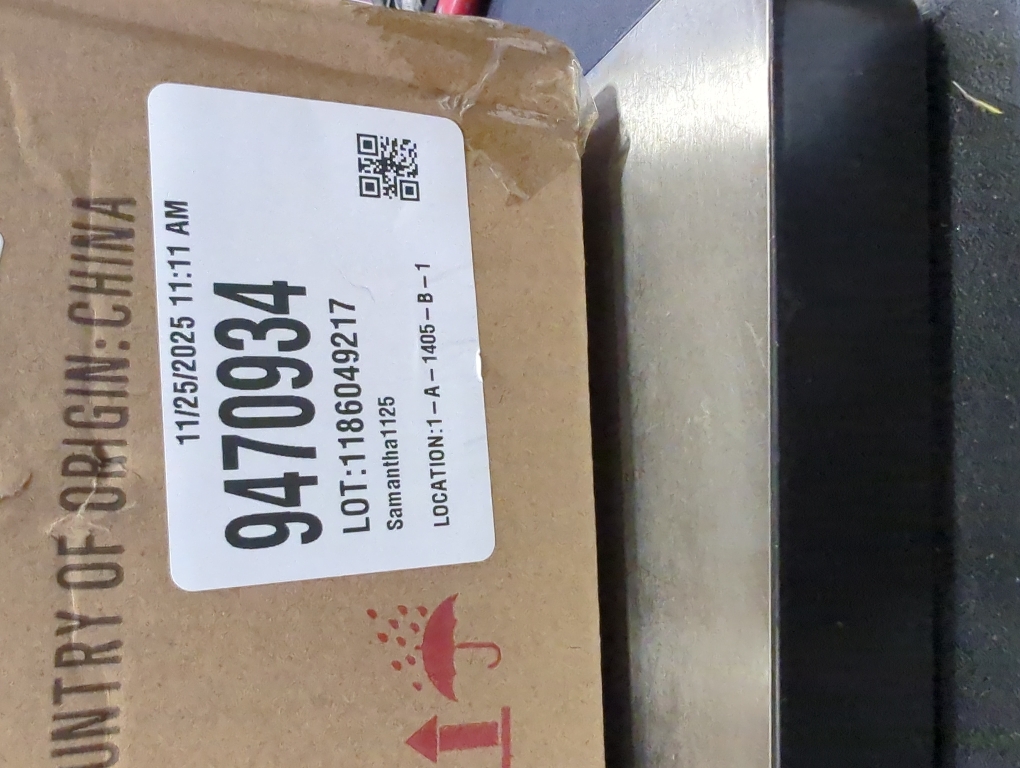 UNTRY OF ORIGIN:CHINA
11/25/2025 11:11 AM
9470934
LOT:1186049217
Samantha1125
LOCATION:1–A–1405–B–1